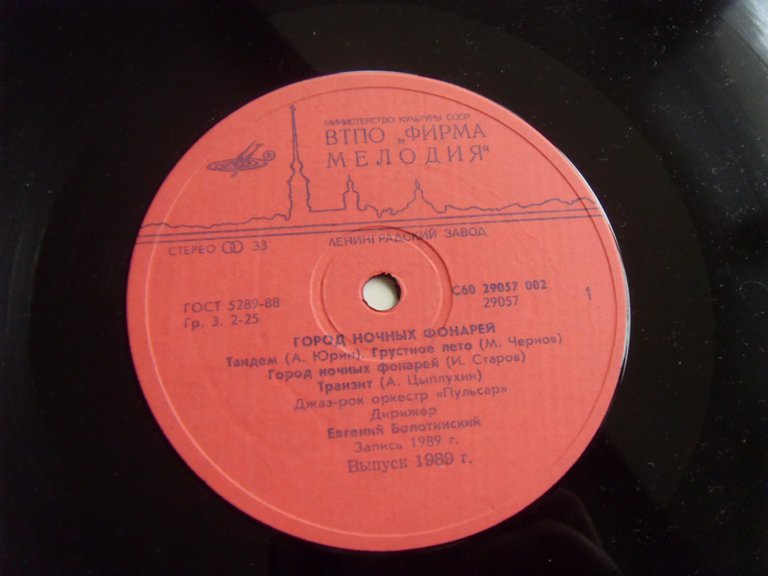 МИНИСТЕРСТВО КУЛЬТУРЫ СССР
ВТПО „ФИРМА
МЕЛОДИЯ"
®
СТЕРЕО 33
ЛЕНИНГРАДСКИЙ ЗАВОД
ГОСТ 5289-88
Гр. 3. 2-25
С60 29057 002
29057
1
ГОРОД НОЧНЫХ ФОНАРЕЙ
Тандем (А. Юрин). Грустное лето (М. Чернов)
Город ночных фонарей (И. Старов)
Транзит (А. Цыплухин)
Джаз-рок оркестр «Пульсар»
Дирижер
Евгений Болотинский
Запись 1989 г.
Выпуск 1989 г.